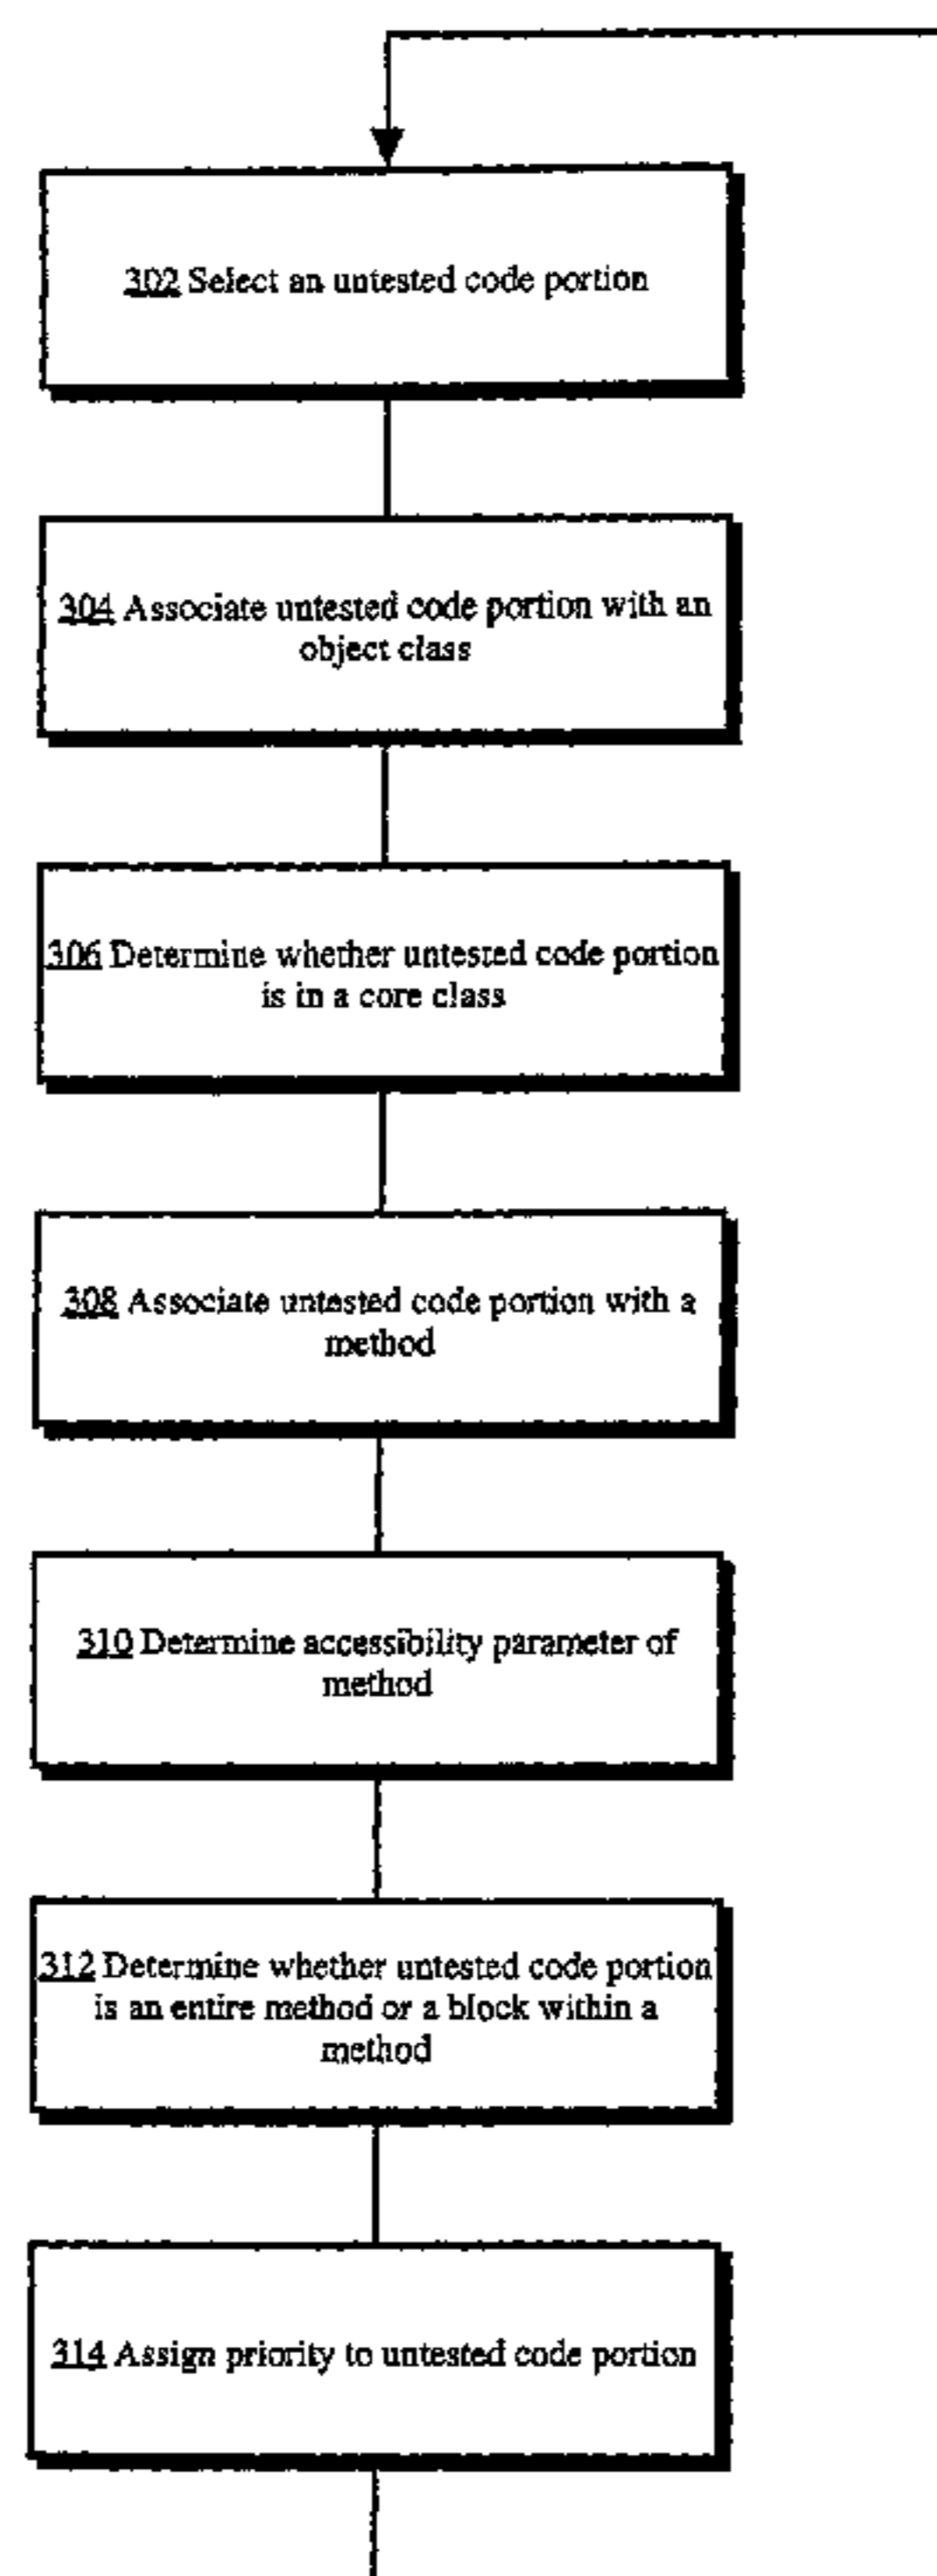 302 Select an untested code portion
304 Associate untested code portion with an
object class
306 Determine whether untested code portion
is in a core class
308 Associate untested code portion with a
method
310 Determine accessibility parameter of
method
312 Determine whether untested code portion
is an entire method or a block within a
method
314 Assign priority to untested code portion